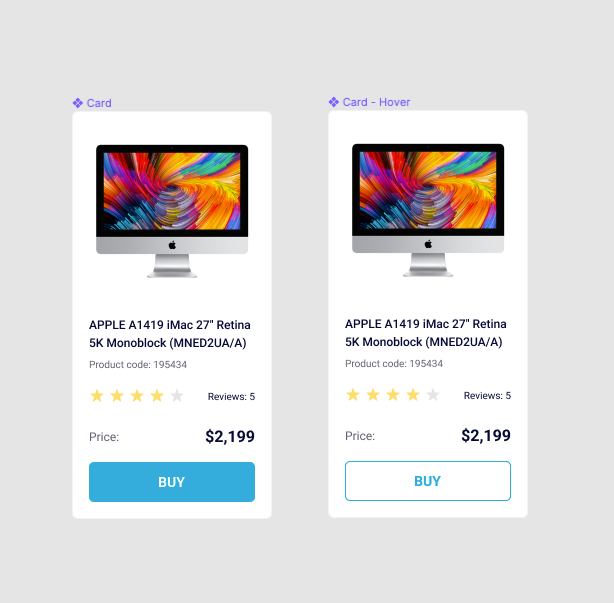 Card
APPLE A1419 iMac 27" Retina
5K Monoblock (MNED2UA/A)
Product code: 195434
Reviews: 5
Price:
$2,199
BUY
Card - Hover
APPLE A1419 iMac 27" Retina
5K Monoblock (MNED2UA/A)
Product code: 195434
Reviews: 5
Price:
$2,199
BUY